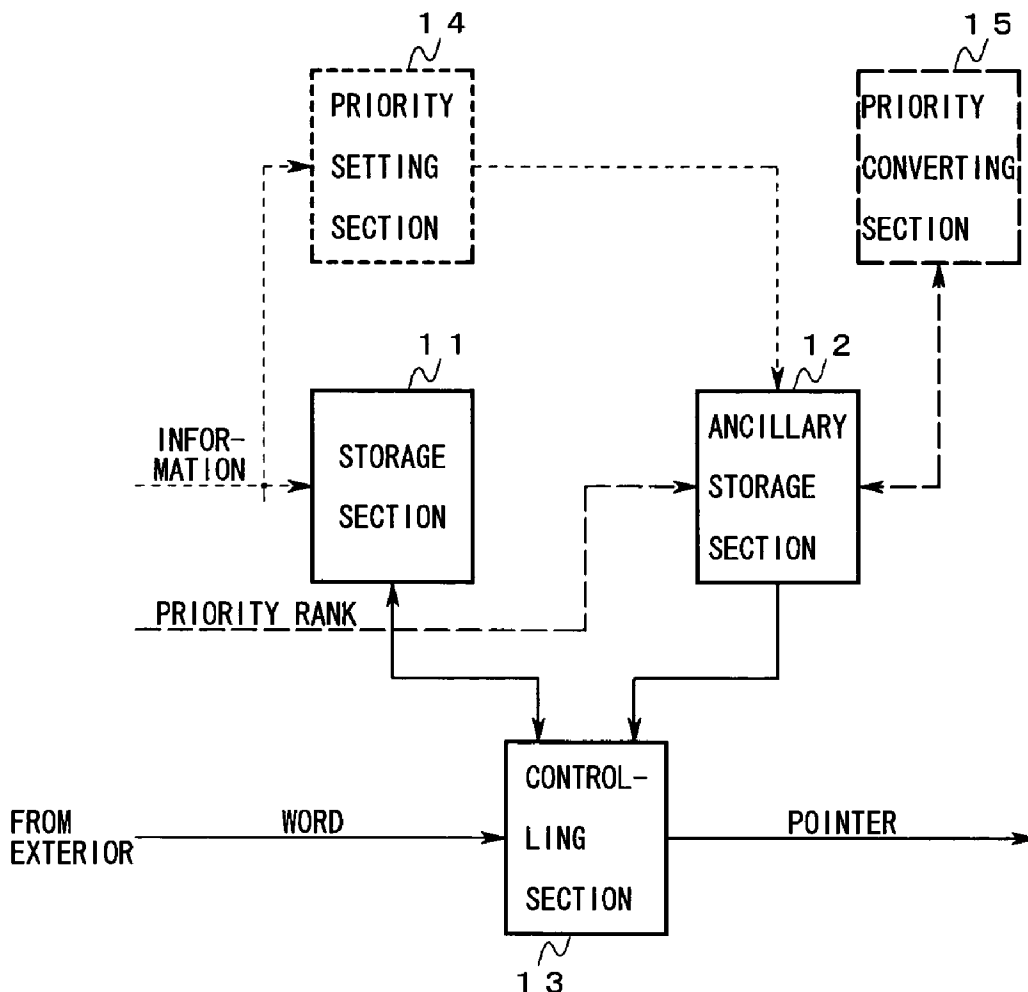 14
15
PRIORITY
SETTING
SECTION
PRIORITY
CONVERTING
SECTION
11
12
INFOR-
MATION
STORAGE
SECTION
ANCILLARY
STORAGE
SECTION
PRIORITY RANK
FROM
EXTERIOR
WORD
CONTROL-
LING
SECTION
POINTER
13